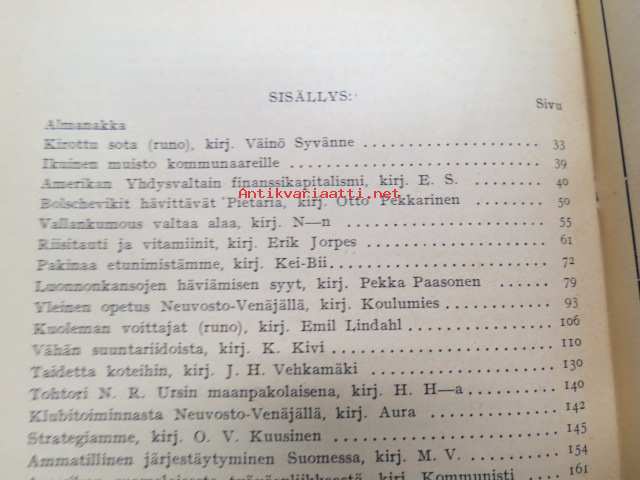 SISÄLLYS:
Sivu
Almanakka
Kirottu sota (runo), kirj. Väinö Syvänne 33
Ikuinen muisto kommunaareille 39
Amerikan Yhdysvaltain finanssikapitalismi, kirj. E. S. 40
Antikvariaatti.net
Bolschevikit hävittävät Pietaria, kirj. Otto Pekkarinen 50
Vallankumous valtaa alaa, kirj. N—n 55
Riisitauti ja vitamiinit, kirj. Erik Jorpes 61
Pakinaa etunimistämme, kirj. Kei-Bii 72
Luonnonkansojen häviämisen syyt, kirj. Pekka Paasonen 79
Yleinen opetus Neuvosto-Venäjällä, kirj. Koulumies 93
Kuoleman voittajat (runo), kirj. Emil Lindahl 106
Vähän suuntariidoista, kirj. K. Kivi 110
Taidetta koteihin, kirj. J. H. Vehkamäki 130
Tohtori N. R. Ursin maanpakolaisena, kirj. H. H—a 140
Klubitoiminnasta Neuvosto-Venäjällä, kirj. Aura 142
Strategiamme, kirj. O. V. Kuusinen 145
Ammatillinen järjestäytyminen Suomessa, kirj. M. V. 154
kirj. Kommunisti 161